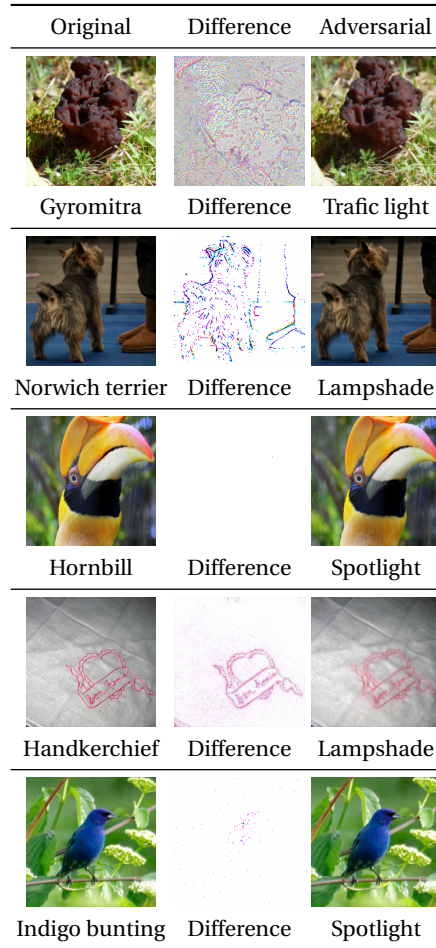 Original Difference Adversarial
Gyromitra Difference Trafic light
Norwich terrier Difference Lampshade
Hornbill Difference Spotlight
Handkerchief Difference Lampshade
Indigo bunting Difference Spotlight